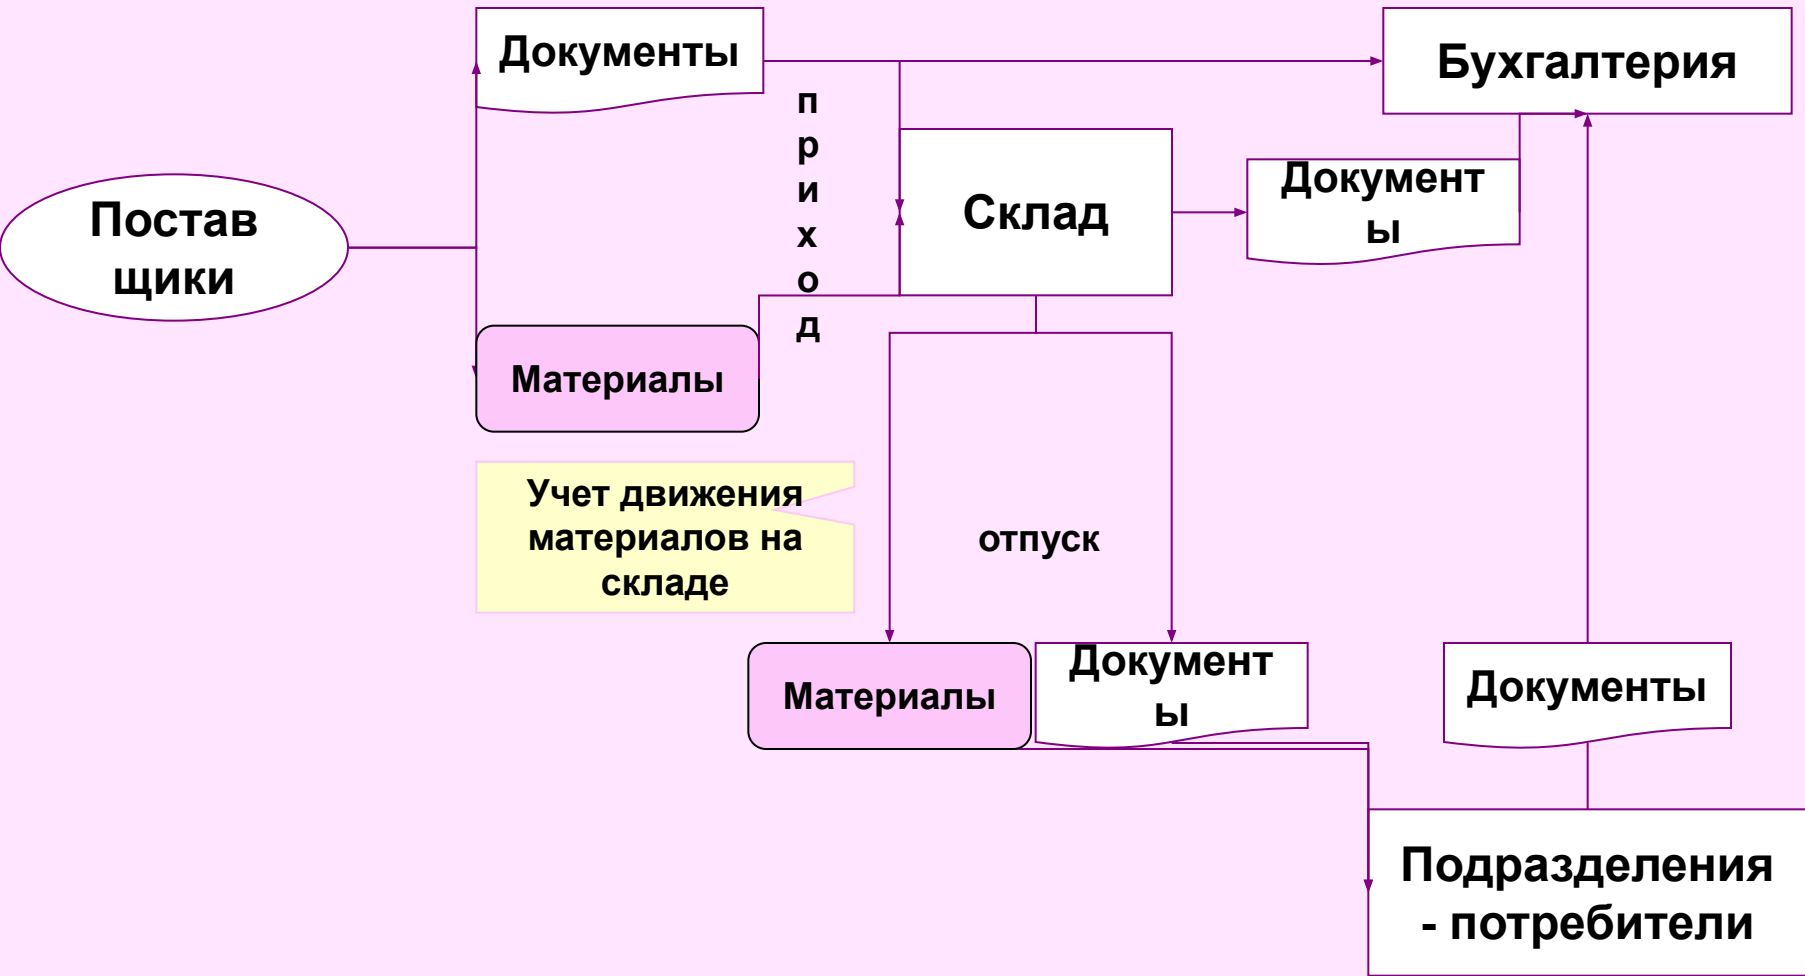 Документы
Бухгалтерия
п
р
и
х
о
д
Постав
щики
Склад
Документ
ы
Материалы
Учет движения
материалов на
складе
отпуск
Материалы
Документ
ы
Документы
Подразделения
- потребители